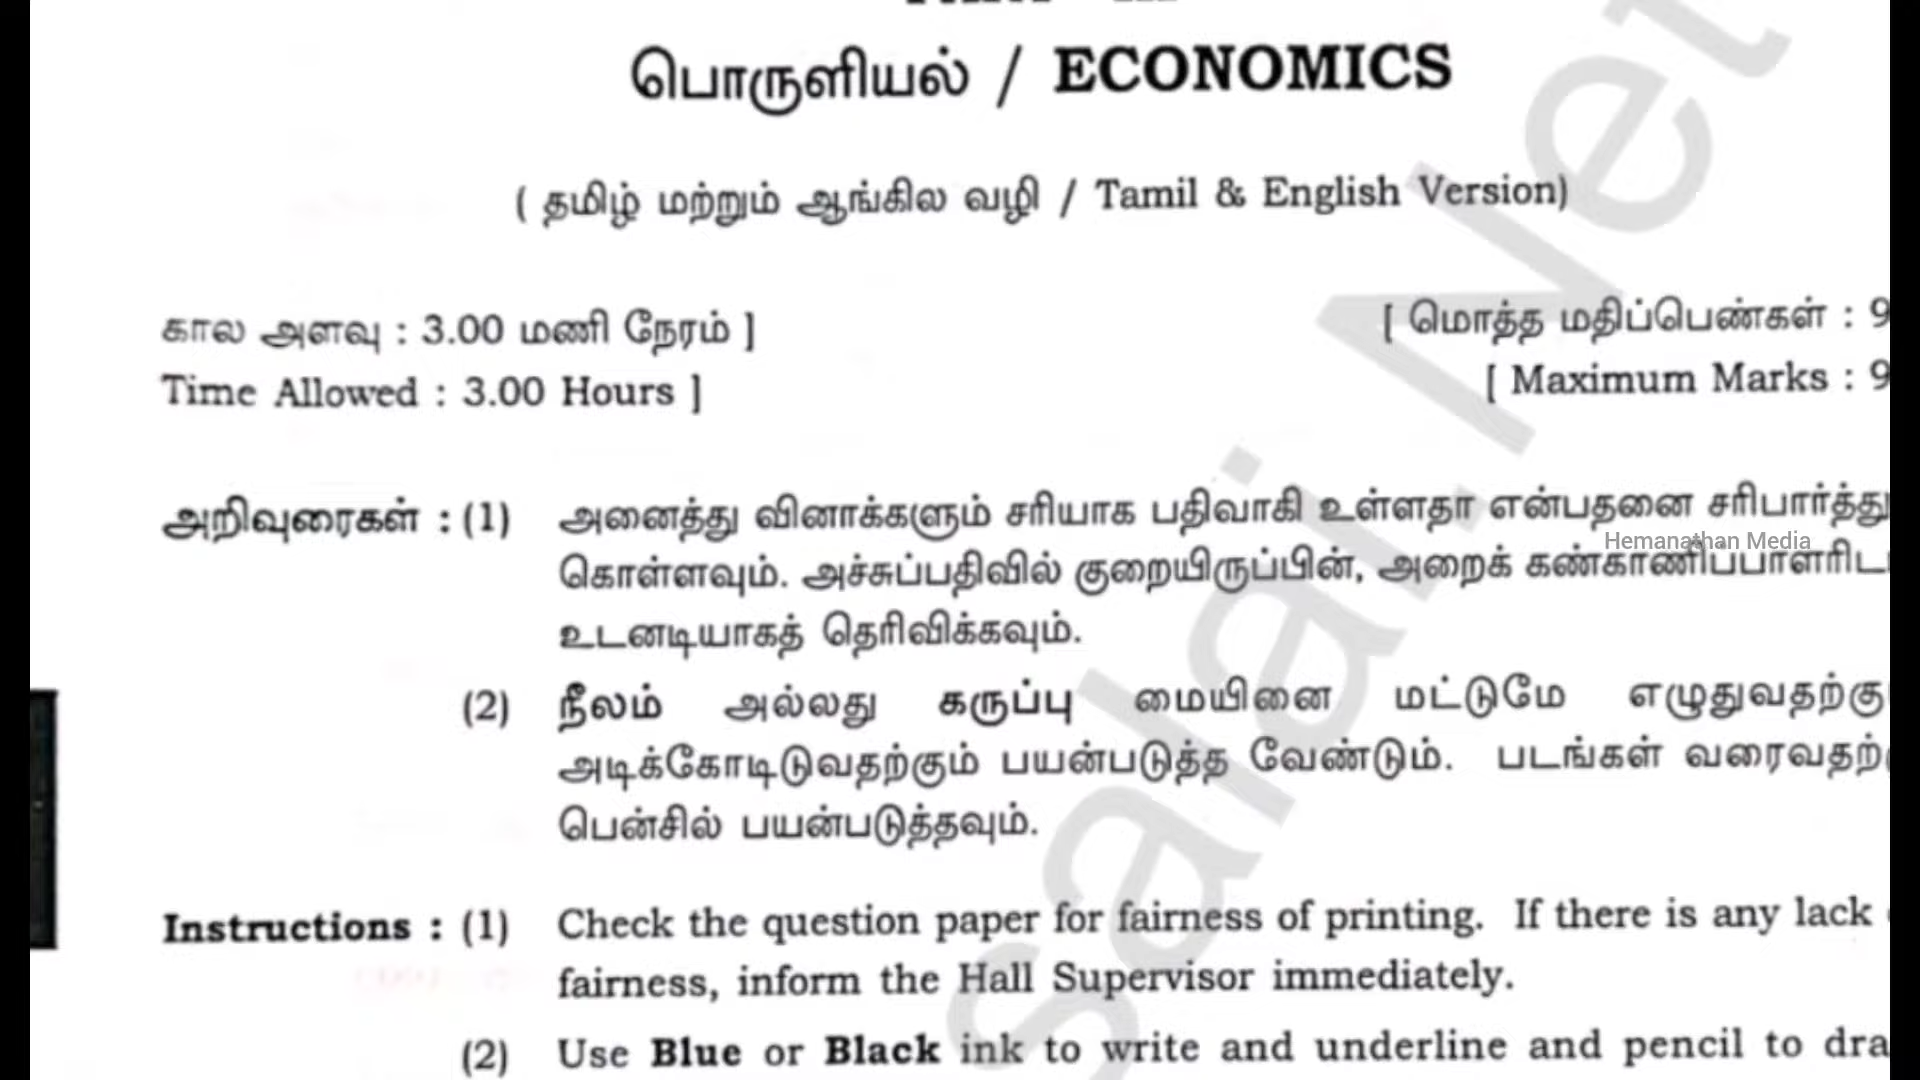 பொருளியல் / ECONOMICS
( தமிழ் மற்றும் ஆங்கில வழி / Tamil & English Version)
கால அளவு : 3.00 மணி நேரம் ] [ மொத்த மதிப்பெண்கள் : 9
Time Allowed : 3.00 Hours ] [ Maximum Marks : 9
அறிவுரைகள் : (1) அனைத்து வினாக்களும் சரியாக பதிவாகி உள்ளதா என்பதனை சரிபார்த்து
Hemanathan Media
கொள்ளவும். அச்சுப்பதிவில் குறையிருப்பின், அறைக் கண்காணிப்பாளரிட
உடனடியாகத் தெரிவிக்கவும்.
(2) நீலம் அல்லது கருப்பு மையினை மட்டுமே எழுதுவதற்கு
அடிக்கோடிடுவதற்கும் பயன்படுத்த வேண்டும். படங்கள் வரைவதற்
பென்சில் பயன்படுத்தவும்.
Instructions : (1) Check the question paper for fairness of printing. If there is any lack
fairness, inform the Hall Supervisor immediately.
(2) Use Blue or Black ink to write and underline and pencil to dra
salai.Net